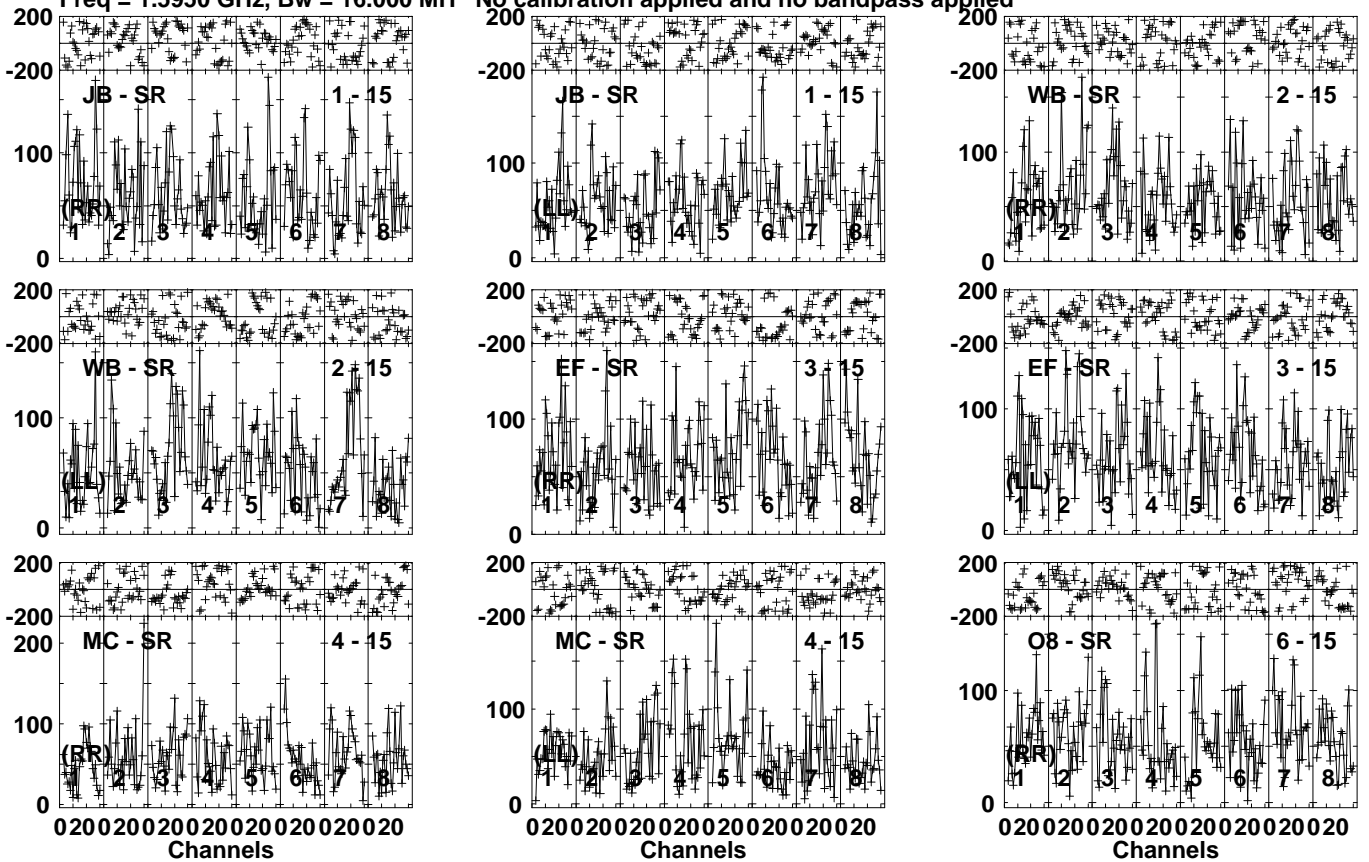 Freq = 1.5950 GHz, Bw = 16.000 MH No calibration applied and no bandpass applied
200 200 200
-200 -200 -200
JB - SR 1 - 15 JB - SR 1 - 15 WB - SR 2 - 15
100 100 100
(RR) (LL) (RR)
1 2 3 4 5 6 7 8 1 2 3 4 5 6 7 8 1 2 3 4 5 6 7 8
0 0 0
200 200 200
-200 -200 -200
WB - SR 2 - 15 EF - SR 3 - 15 EF - SR 3 - 15
100 100 100
(LL) (RR) (LL)
1 2 3 4 5 6 7 8 1 2 3 4 5 6 7 8 1 2 3 4 5 6 7 8
0 0 0
200 200 200
-200 -200 -200
MC - SR 4 - 15 MC - SR 4 - 15 O8 - SR 6 - 15
200
100 100 100
(RR) (LL) (RR)
1 2 3 4 5 6 7 8 1 2 3 4 5 6 7 8 1 2 3 4 5 6 7 8
0 0 0
0 20 0 20 0 20 0 20 0 20 0 20 0 20 0 20 0 20 0 20 0 20 0 20 0 20 0 20 0 20 0 20 0 20 0 20 0 20 0 20 0 20 0 20 0 20 0 20
Channels Channels Channels